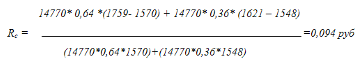 14770* 0,64 *(1759- 1570) + 14770* 0,36* (1621 – 1548)
Rc = =0,094 руб
(14770*0,64*1570)+(14770*0,36*1548)